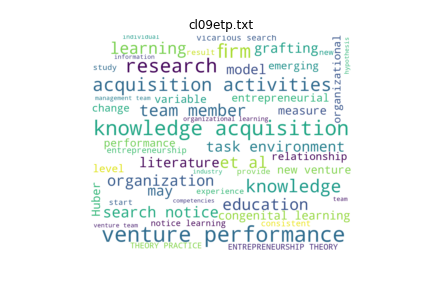 cl09etp.txt
individual
vicarious search
learning
firm
grafting
new
result
information
organizational
hypothesis
study
research
model
emerging
acquisition activities
management team
variable
entrepreneurial
change
team member
measure
organizational learning
knowledge acquisition
performance
task environment
entrepreneurship
literature
et al
relationship
level
industry
provide
new venture
organization
knowledge
Huber
may
experience
team
start
competencies
education
search notice
congenital learning
venture team
notice learning
consistent
venture performance
THEORY PRACTICE
ENTREPRENEURSHIP THEORY